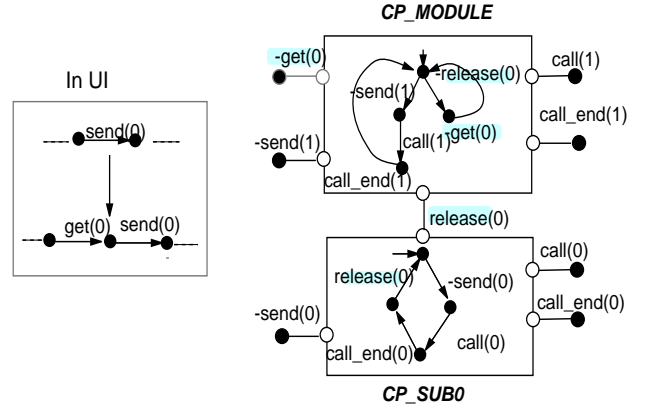 CP_MODULE
-get(0)
call(1)
In UI
-release(0)
-send(1)
send(0)
call_end(1)
-get(0)
-send(1)
call(1)
call_end(1)
get(0)
send(0)
release(0)
call(0)
release(0)
-send(0)
-send(0)
call_end(0)
call_end(0)
call(0)
CP_SUB0